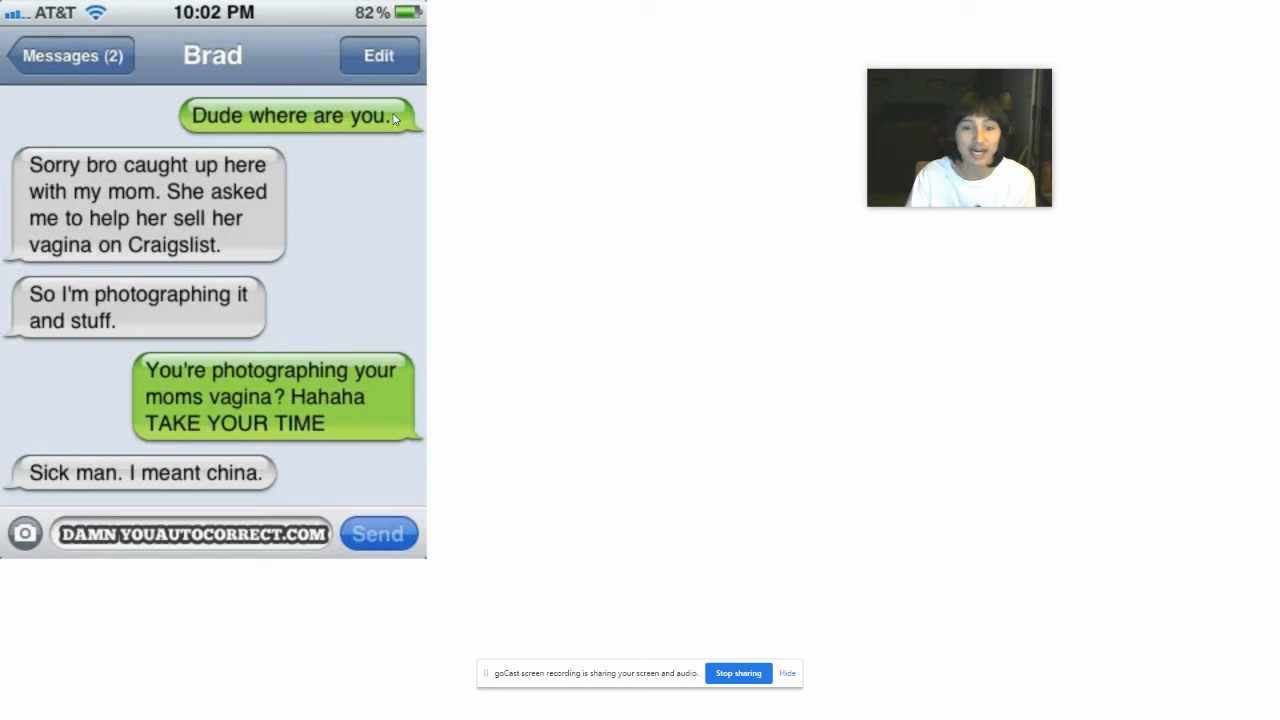 AT&T 10:02 PM 82%
Messages (2) Brad Edit
Dude where are you.
Sorry bro caught up here
with my mom. She asked
me to help her sell her
vagina on Craigslist.
So I'm photographing it
and stuff.
You're photographing your
moms vagina? Hahaha
TAKE YOUR TIME
Sick man. I meant china.
DAMNYOUAUTOCORRECT.COM Send
goCast screen recording is sharing your screen and audio. Stop sharing Hide